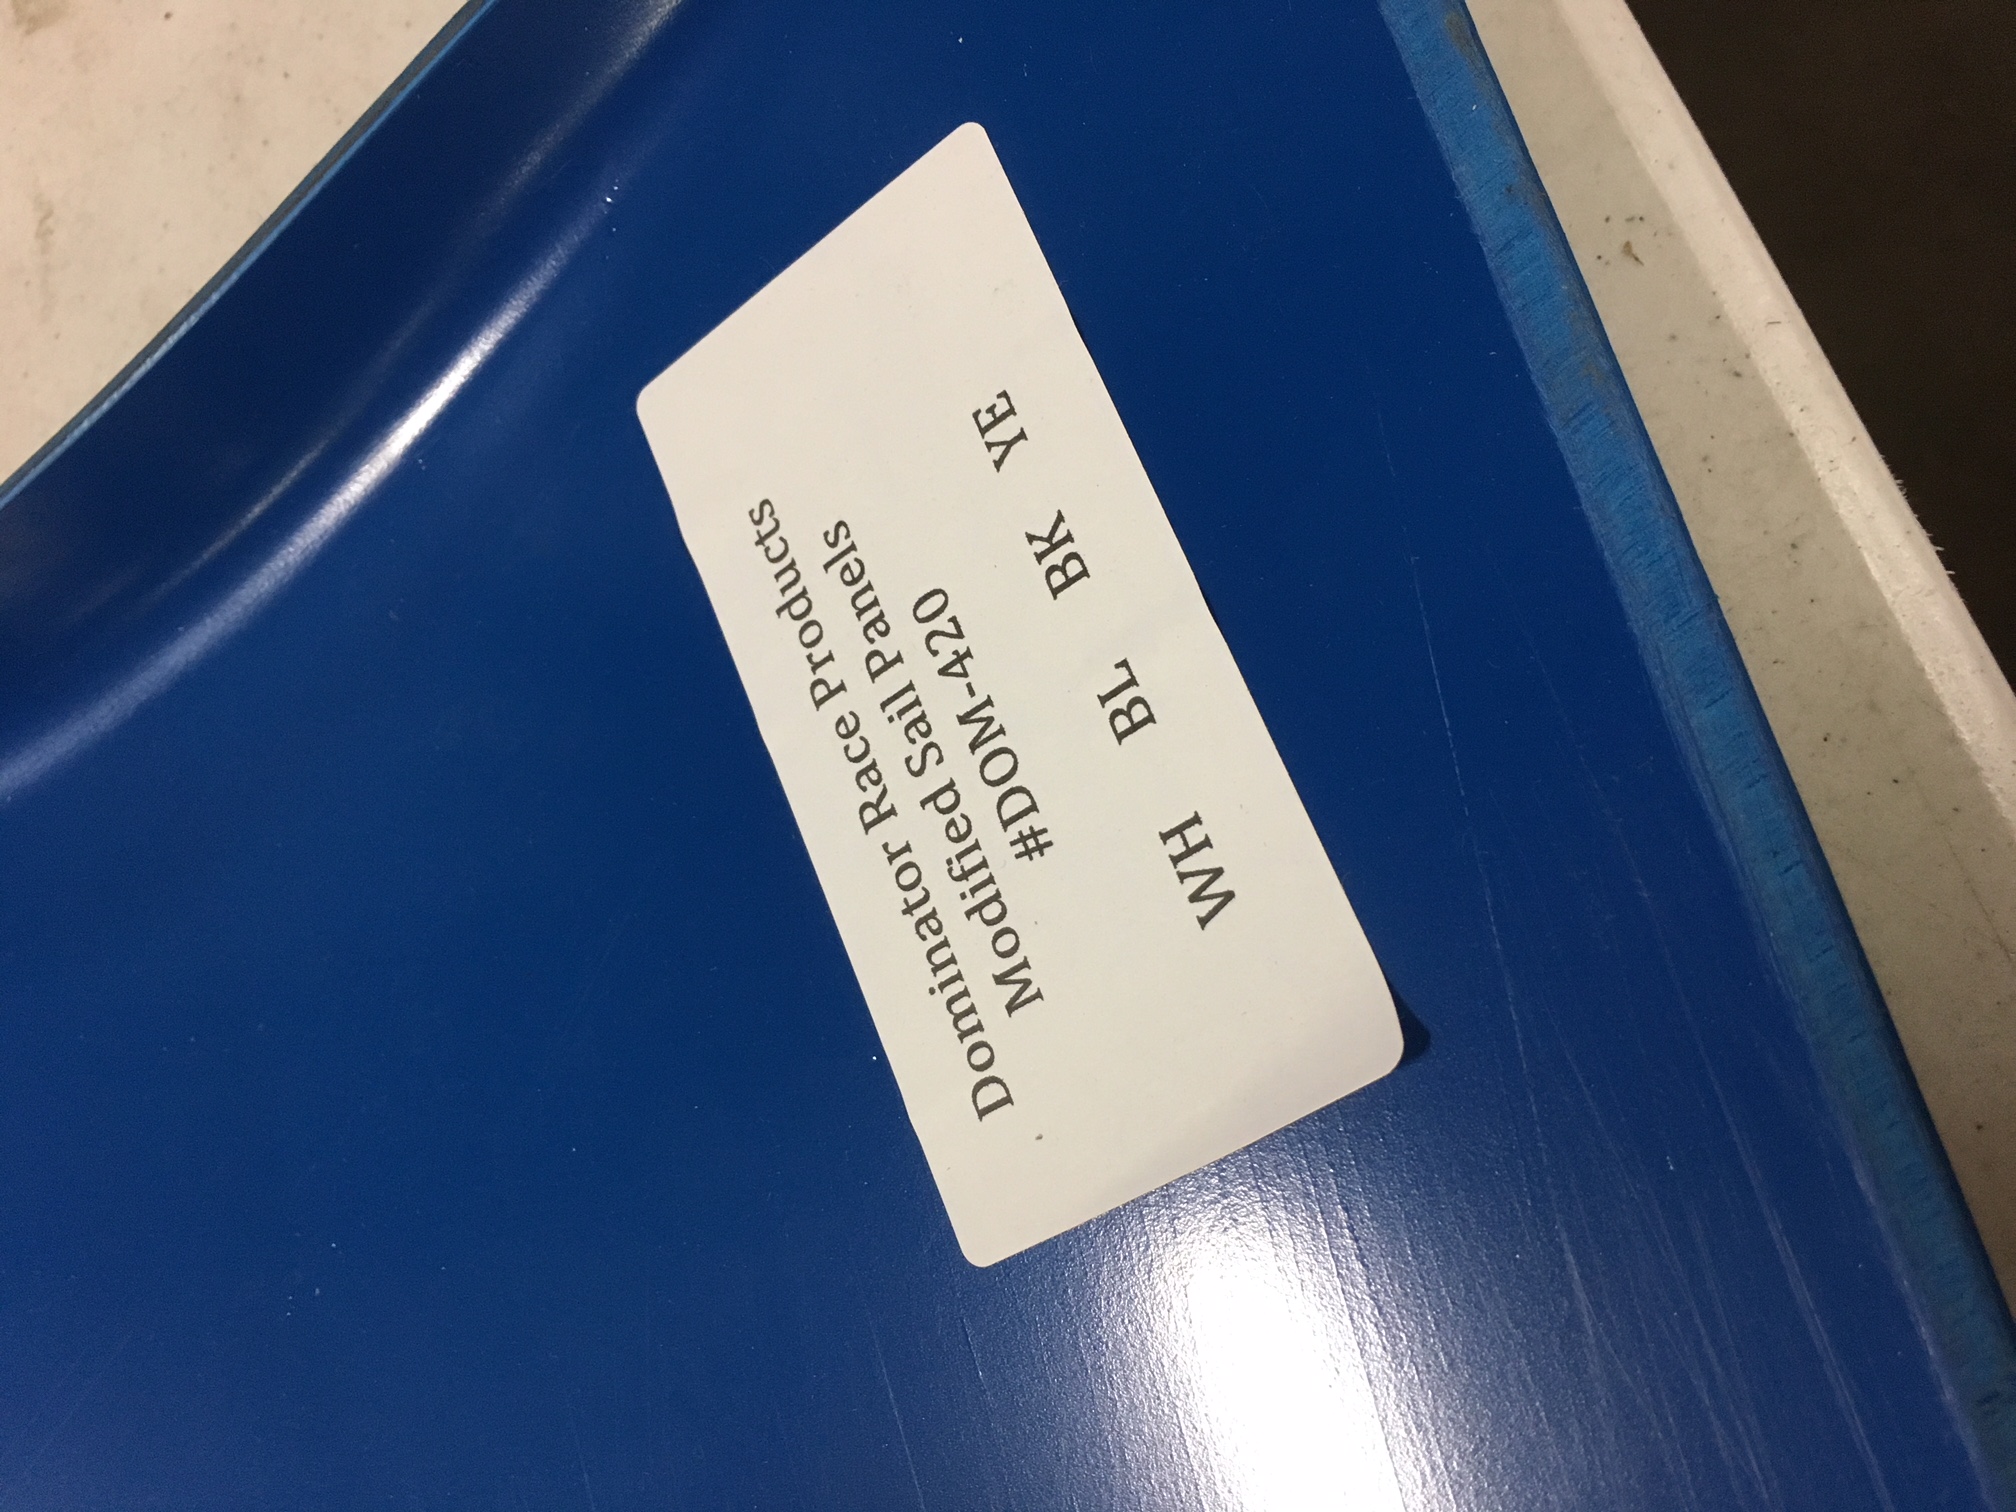 Dominator Race Products
Modified Sail Panels
#DOM-420
WH BL BK YE